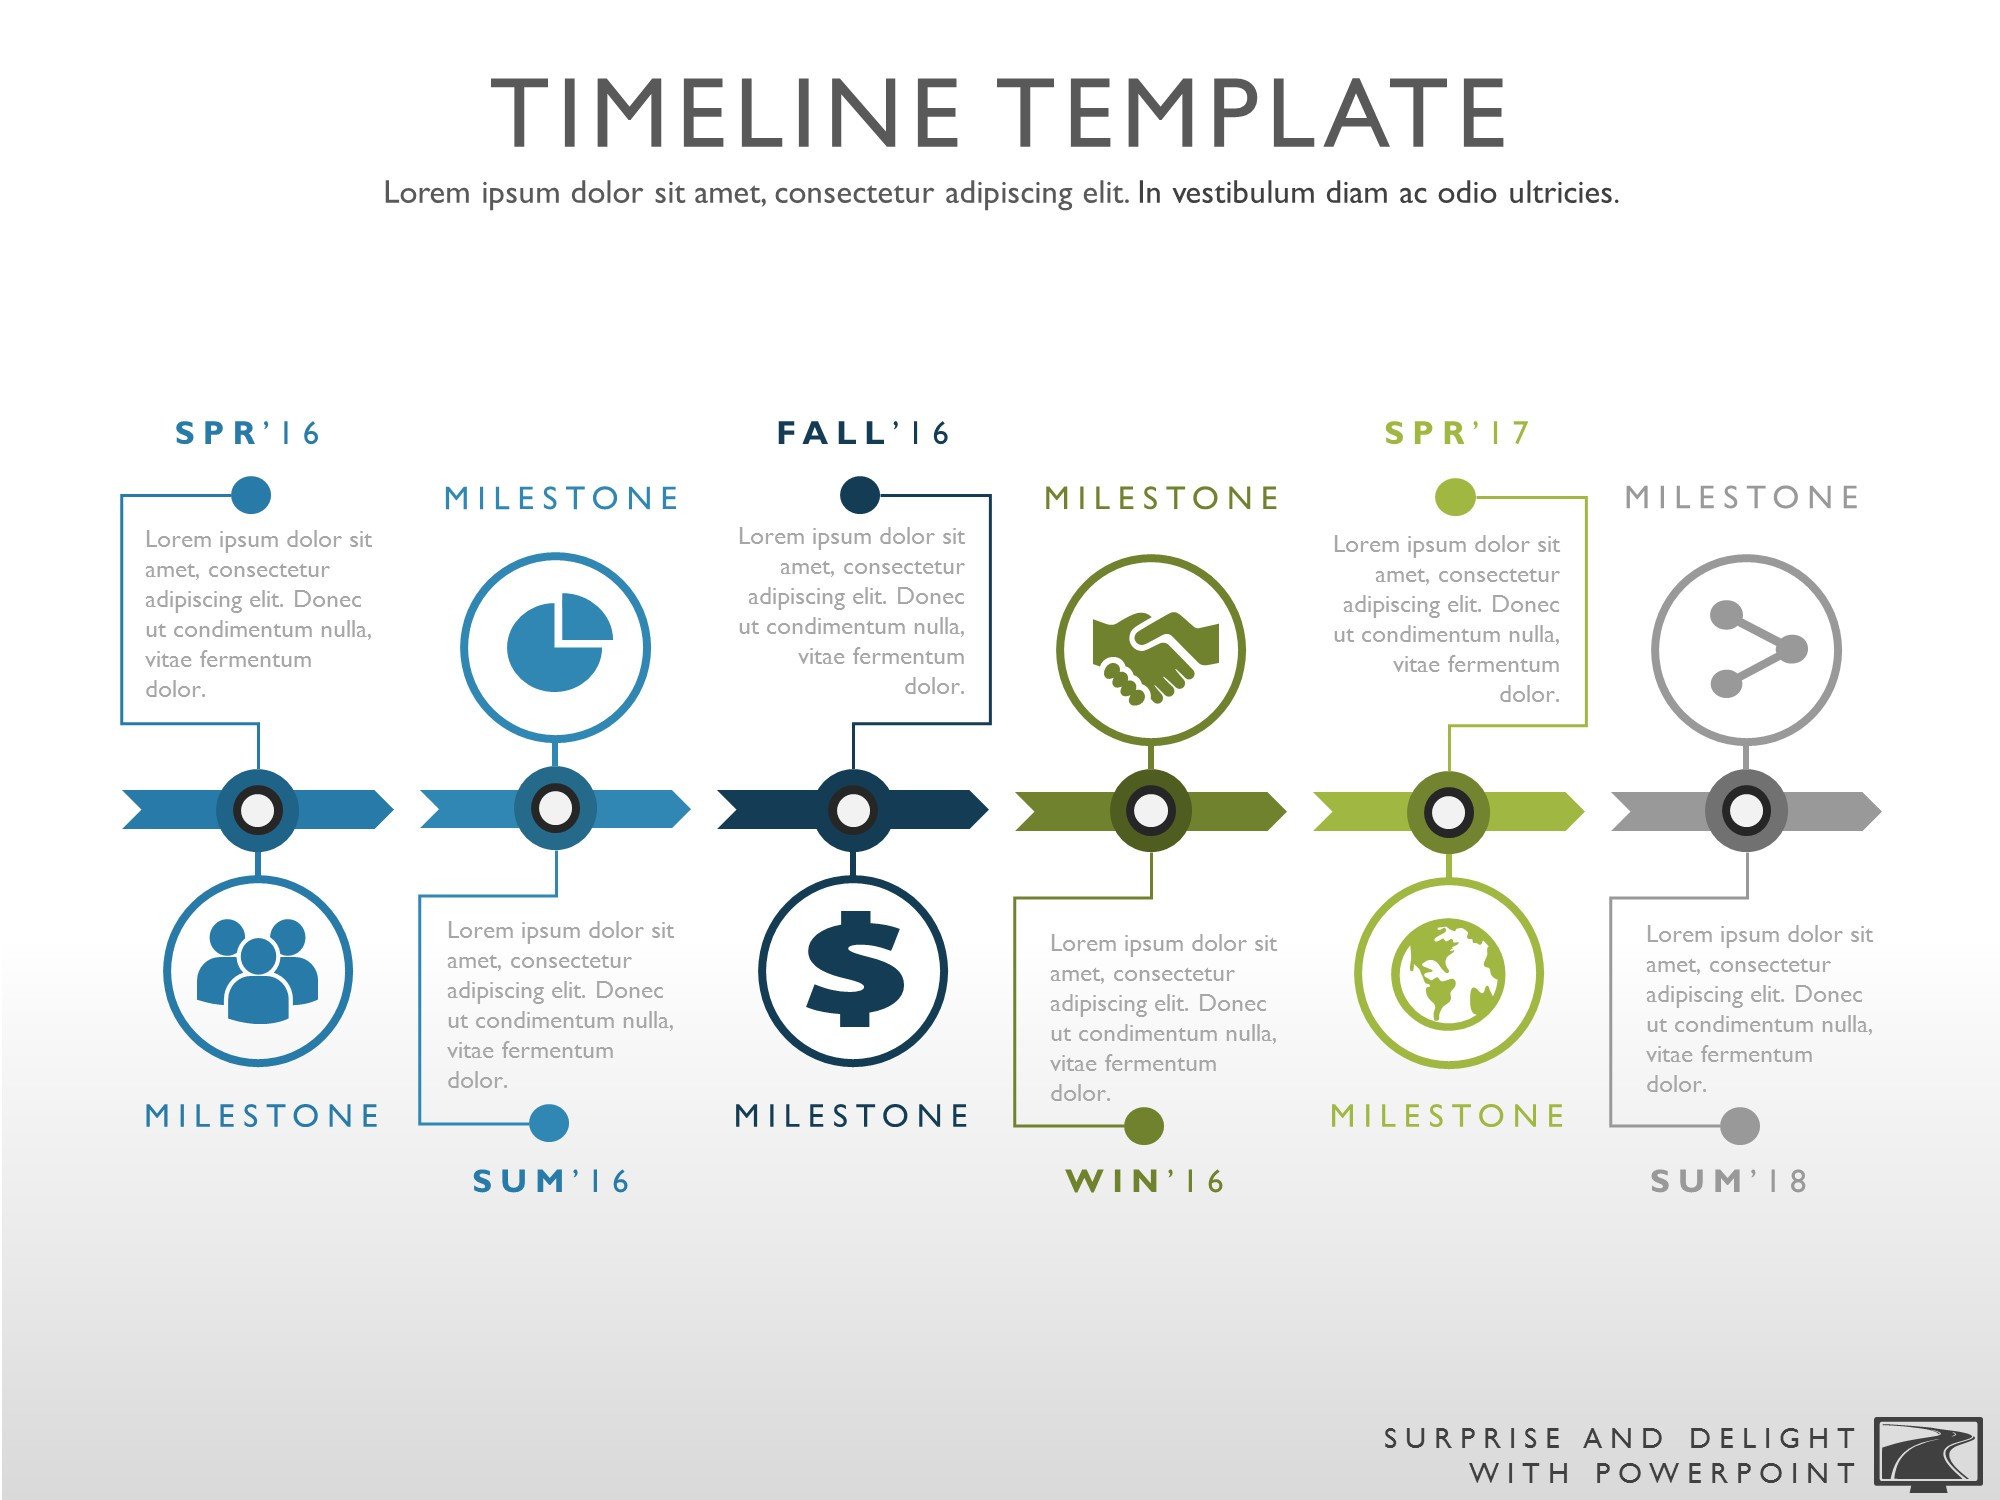 TIMELINE TEMPLATE
Lorem ipsum dolor sit amet, consectetur adipiscing elit. In vestibulum diam ac odio ultricies.
SPR’16
Lorem ipsum dolor sit
amet, consectetur
adipiscing elit. Donec
ut condimentum nulla,
vitae fermentum
dolor.
MILESTONE
MILESTONE
Lorem ipsum dolor sit
amet, consectetur
adipiscing elit. Donec
ut condimentum nulla,
vitae fermentum
dolor.
SUM’16
FALL’16
Lorem ipsum dolor sit
amet, consectetur
adipiscing elit. Donec
ut condimentum nulla,
vitae fermentum
dolor.
MILESTONE
MILESTONE
Lorem ipsum dolor sit
amet, consectetur
adipiscing elit. Donec
ut condimentum nulla,
vitae fermentum
dolor.
WIN’16
SPR’17
Lorem ipsum dolor sit
amet, consectetur
adipiscing elit. Donec
ut condimentum nulla,
vitae fermentum
dolor.
MILESTONE
MILESTONE
Lorem ipsum dolor sit
amet, consectetur
adipiscing elit. Donec
ut condimentum nulla,
vitae fermentum
dolor.
SUM’18
SURPRISE AND DELIGHT
WITH POWERPOINT